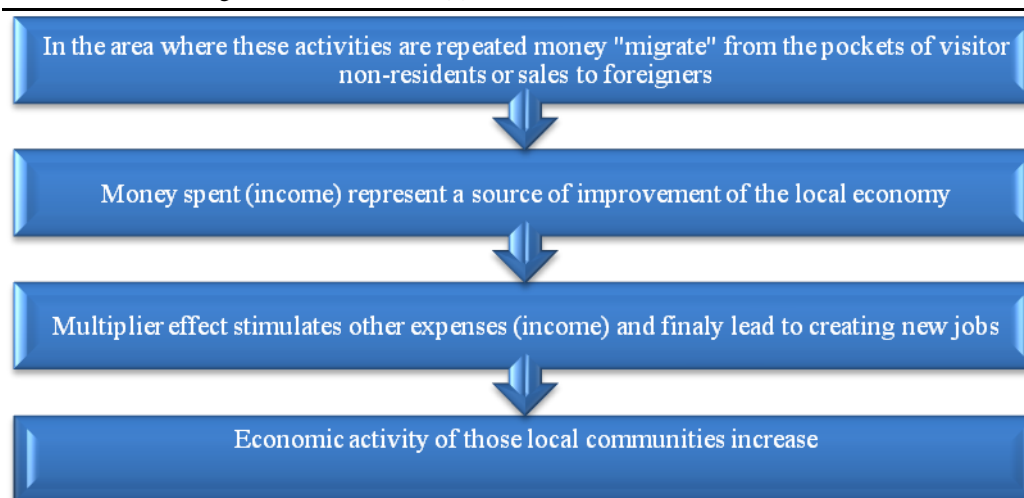 In the area where these activities are repeated money "migrate" from the pockets of visitor
non-residents or sales to foreigners
Money spent (income) represent a source of improvement of the local economy
Multiplier effect stimulates other expenses (income) and finaly lead to creating new jobs
Economic activity of those local communities increase